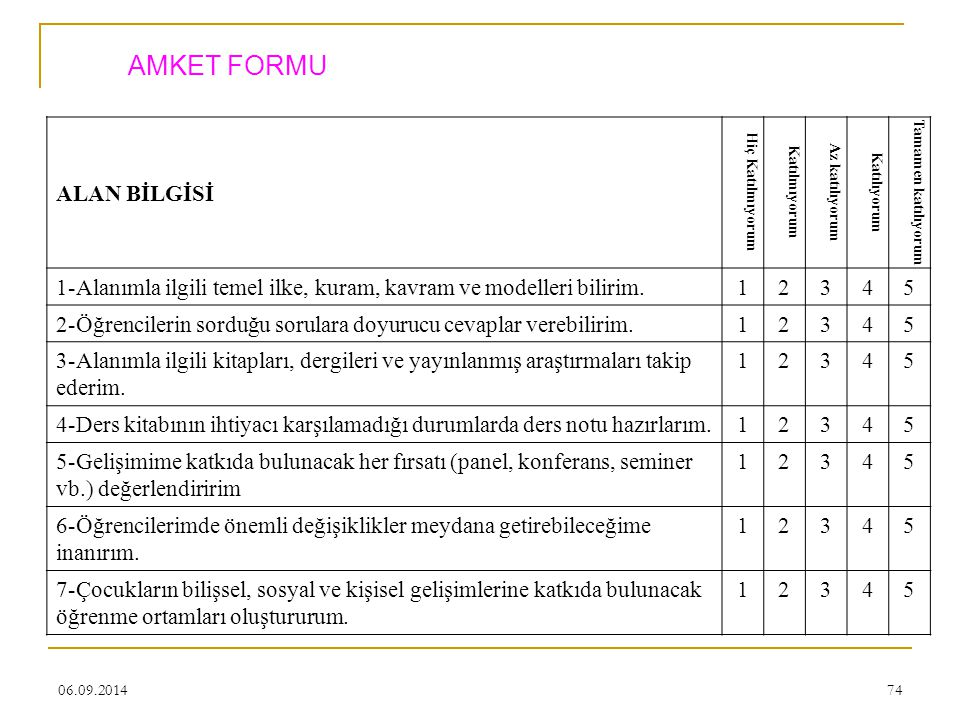 AMKET FORMU
ALAN BİLGİSİ
Hiç Katılmıyorum
Katılmıyorum
Az katılıyorum
Katılıyorum
Tamamen katılıyorum
1-Alanımla ilgili temel ilke, kuram, kavram ve modelleri bilirim. 1 2 3 4 5
2-Öğrencilerin sorduğu sorulara doyurucu cevaplar verebilirim. 1 2 3 4 5
3-Alanımla ilgili kitapları, dergileri ve yayınlanmış araştırmaları takip 1 2 3 4 5
ederim.
4-Ders kitabının ihtiyacı karşılamadığı durumlarda ders notu hazırlarım. 1 2 3 4 5
5-Gelişimime katkıda bulunacak her fırsatı (panel, konferans, seminer 1 2 3 4 5
vb.) değerlendiririm
6-Öğrencilerimde önemli değişiklikler meydana getirebileceğime 1 2 3 4 5
inanırım.
7-Çocukların bilişsel, sosyal ve kişisel gelişimlerine katkıda bulunacak 1 2 3 4 5
öğrenme ortamları oluştururum.
06.09.2014 74